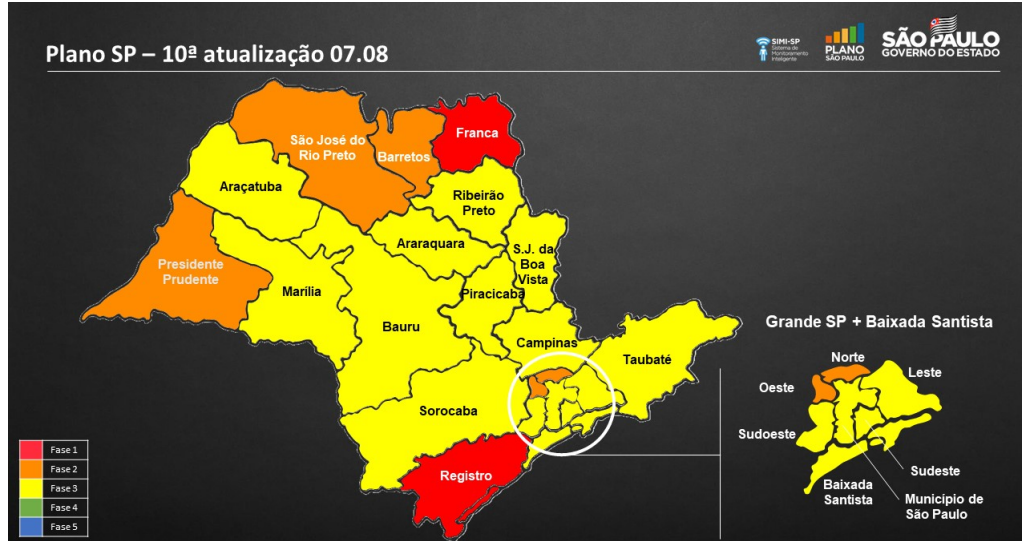 Plano SP – 10ª atualização 07.08
SIMI-SP
Sistema de
Monitoramento
Inteligente
PLANO
SÃO PAULO
SÃO PAULO
GOVERNO DO ESTADO
Franca
São José do
Rio Preto
Barretos
Araçatuba
Ribeirão
Preto
Araraquara
S.J. da
Boa
Vista
Presidente
Prudente
Marília
Piracicaba
Bauru
Campinas
Taubaté
Sorocaba
Registro
Grande SP + Baixada Santista
Norte
Leste
Oeste
Sudoeste
Sudeste
Baixada
Santista
Município de
São Paulo
Fase 1
Fase 2
Fase 3
Fase 4
Fase 5